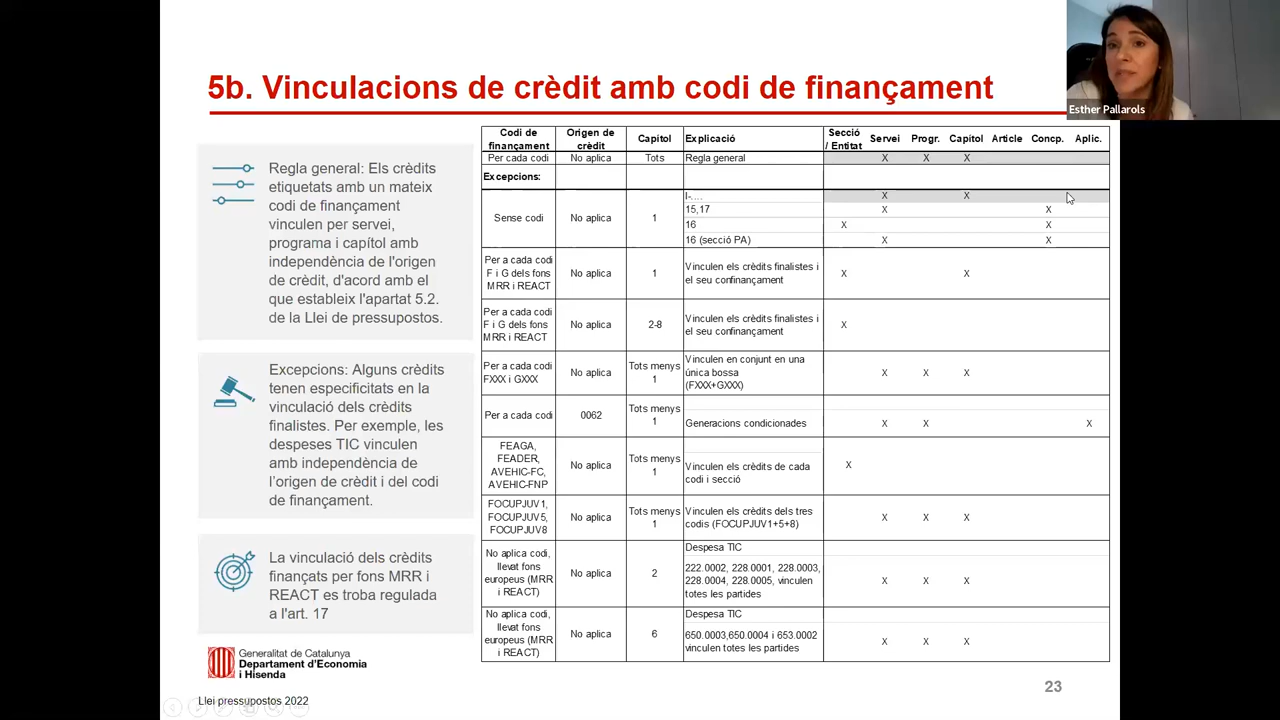 5b. Vinculacions de crèdit amb codi de finançament
Esther Pallarols
Regla general: Els crèdits
etiquetats amb un mateix
codi de finançament
vinculen per servei,
programa i capítol amb
independència de l'origen
de crèdit, d'acord amb el
que estableix l'apartat 5.2.
de la Llei de pressupostos.
Excepcions: Alguns crèdits
tenen especificitats en la
vinculació dels crèdits
finalistes. Per exemple, les
despeses TIC vinculen
amb independència de
l'origen de crèdit i del codi
de finançament.
La vinculació dels crèdits
finançats per fons MRR i
REACT es troba regulada
a l'art. 17
Codi de finançament Origen de crèdit Capítol Explicació Secció / Entitat Servei Progr. Capítol Article Concp. Aplic.
Per cada codi No aplica Tots Regla general X X X
Excepcions:
Sense codi No aplica 1
I-.... X X
15,17 X X
16 X X
16 (secció PA) X X
Per a cada codi
F i G dels fons
MRR i REACT
No aplica
1
Vinculen els crèdits finalistes i
el seu confinançament
X X
Per a cada codi
F i G dels fons
MRR i REACT
No aplica
2-8
Vinculen els crèdits finalistes i
el seu confinançament
X
Per a cada codi
FXXX i GXXX
No aplica
Tots menys
1
Vinculen en conjunt en una
única bossa
(FXXX+GXXX)
X X X
Per a cada codi
0062
Tots menys
1
Generacions condicionades
X X X
FEAGA,
FEADER,
AVEHIC-FC,
AVEHIC-FNP
No aplica
Tots menys
1
Vinculen els crèdits de cada
codi i secció
X
FOCUPJUV1,
FOCUPJUV5,
FOCUPJUV8
No aplica
Tots menys
1
Vinculen els crèdits dels tres
codis (FOCUPJUV1+5+8)
X X X
No aplica codi,
llevat fons
europeus (MRR
i REACT)
No aplica
2
Despesa TIC
222.0002, 228.0001, 228.0003,
228.0004, 228.0005, vinculen
totes les partides
X X X
No aplica codi,
llevat fons
europeus (MRR
i REACT)
No aplica
6
Despesa TIC
650.0003,650.0004 i 653.0002
vinculen totes les partides
X X X
Generalitat de Catalunya
Departament d'Economia
i Hisenda
Llei pressupostos 2022
23